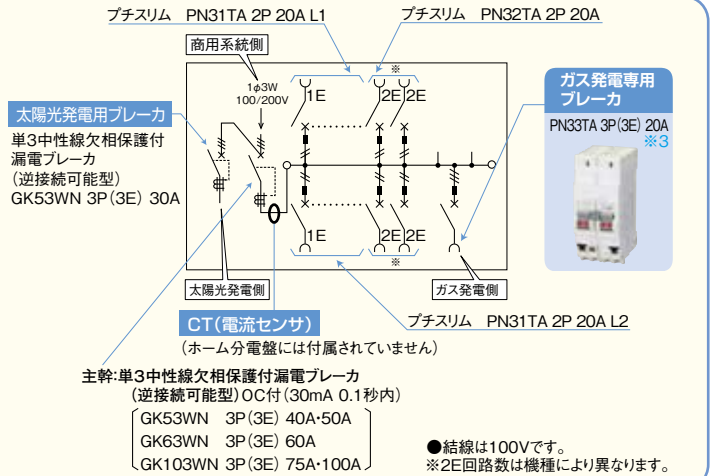 プチスリム　PN31TA 2P 20A L1
プチスリム　PN32TA 2P 20A
商用系統側
1φ3W
100/200V
※
1E
2E 2E
ガス発電専用
ブレーカ
PN33TA 3P(3E) 20A
※3
太陽光発電用ブレーカ
単3中性線欠相保護付
漏電ブレーカ
(逆接続可能型)
GK53WN 3P(3E) 30A
1E
2E 2E
※
太陽光発電側
ガス発電側
CT(電流センサ)
(ホーム分電盤には付属されていません)
プチスリム　PN31TA 2P 20A L2
主幹:単3中性線欠相保護付漏電ブレーカ
(逆接続可能型)OC付(30mA 0.1秒内)
GK53WN 3P(3E) 40A・50A
GK63WN 3P(3E) 60A
GK103WN 3P(3E) 75A・100A
●結線は100Vです。
※2E回路数は機種により異なります。